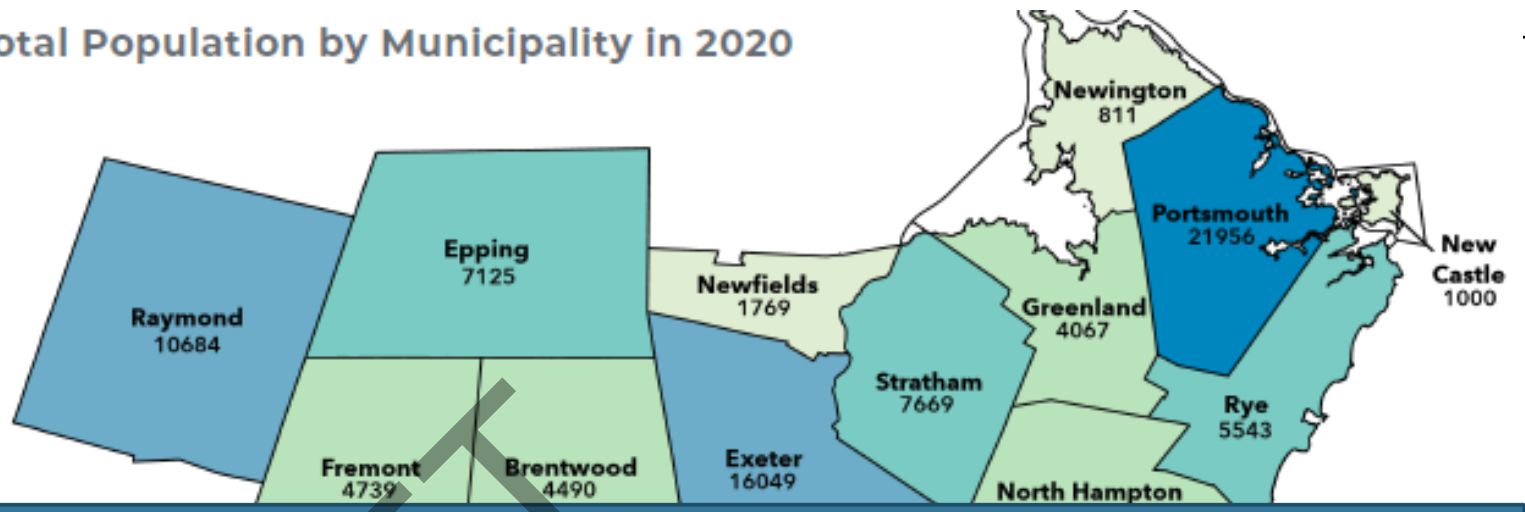 otal Population by Municipality in 2020
Newington
811
Portsmouth
21956
New
Castle
1000
Epping
7125
Newfields
1769
Raymond
10684
Greenland
4067
Stratham
7669
Rye
5543
Fremont
4739
Brentwood
4490
Exeter
16049
North Hampton